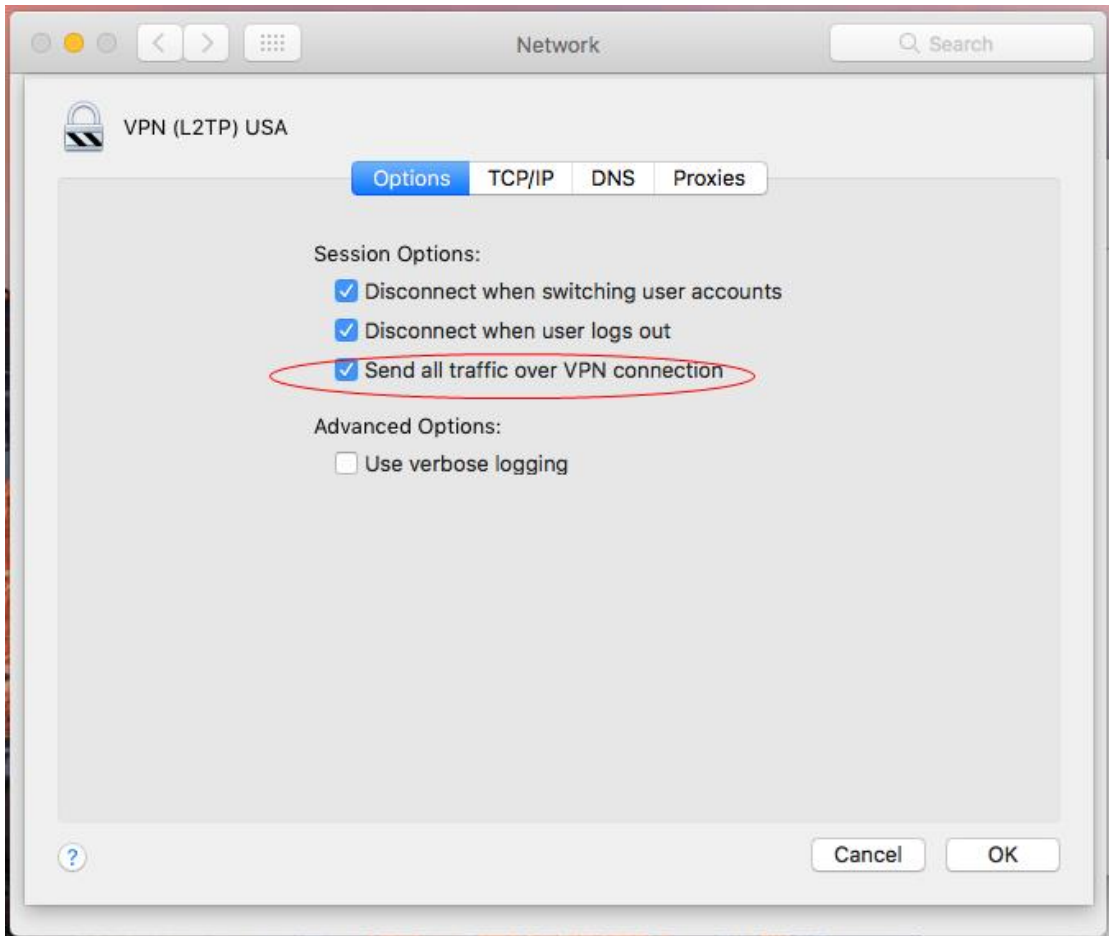 Network
Search
VPN (L2TP) USA
Options TCP/IP DNS Proxies
Session Options:
Disconnect when switching user accounts
Disconnect when user logs out
Send all traffic over VPN connection
Advanced Options:
Use verbose logging
?
Cancel OK